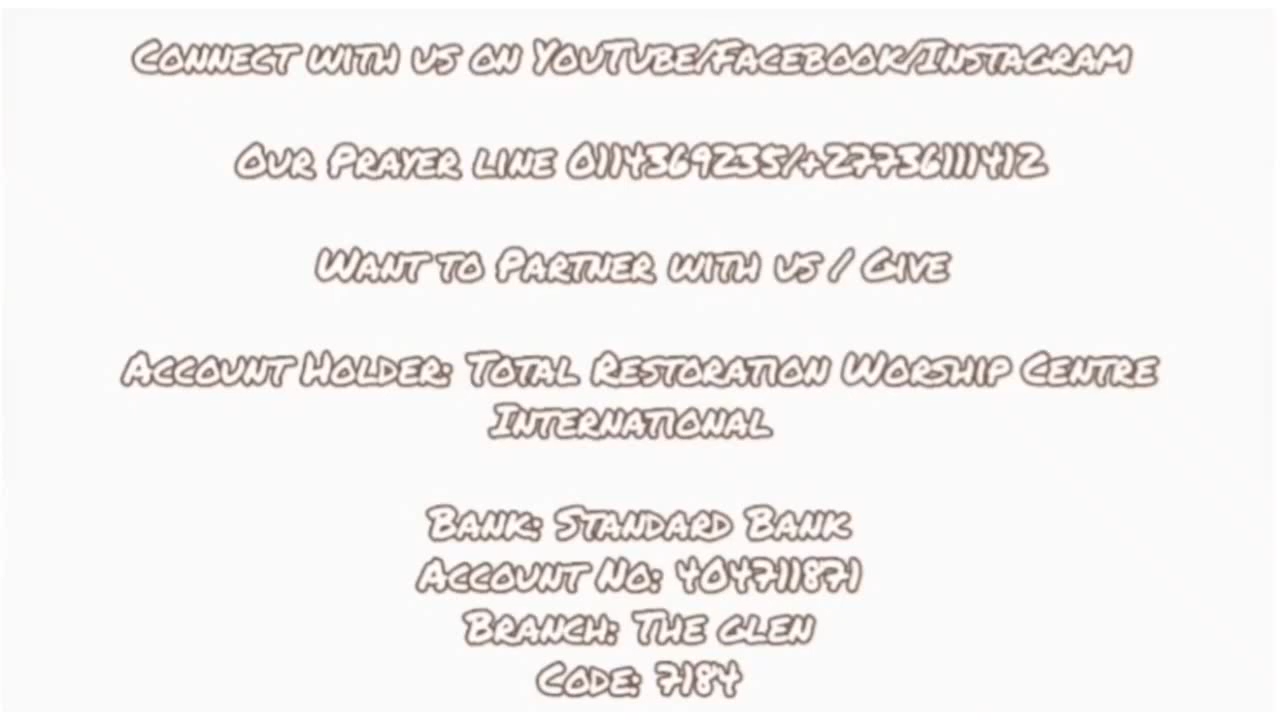 Connect with us on YouTube/Facebook/Instagram
Our Prayer line 0114369235/+27736111412
Want to Partner with us / Give
Account Holder: Total Restoration Worship Centre
International
Bank: Standard Bank
Account No: 404711871
Branch: The glen
Code: 7184